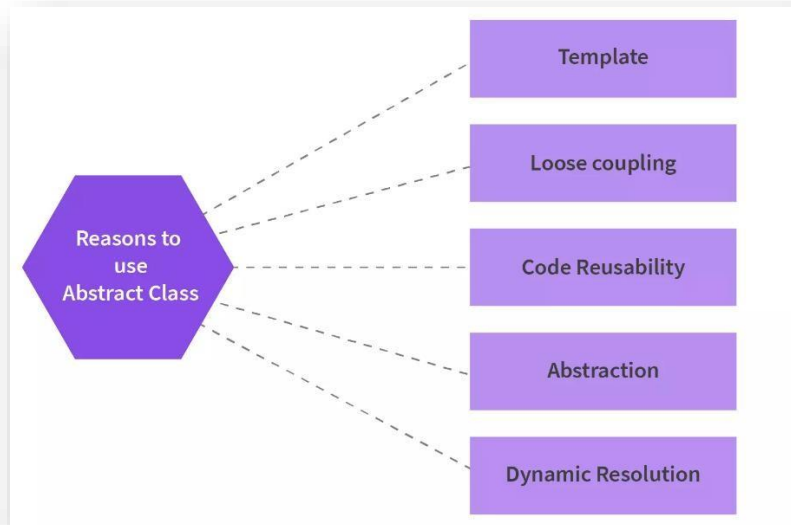 Reasons to
use
Abstract Class
Template
Loose coupling
Code Reusability
Abstraction
Dynamic Resolution